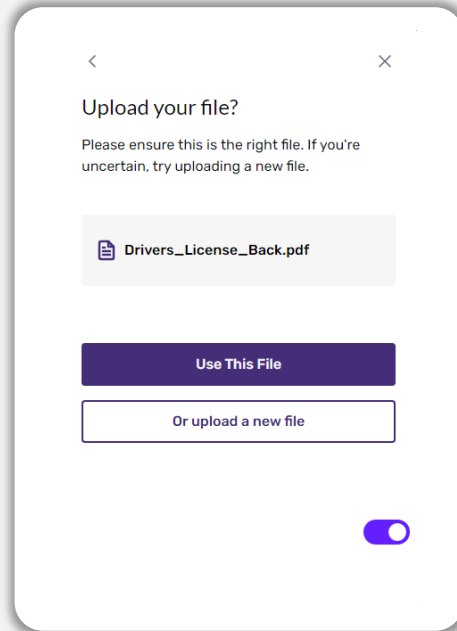 Upload your file?
Please ensure this is the right file. If you're
uncertain, try uploading a new file.
Drivers_License_Back.pdf
Use This File
Or upload a new file